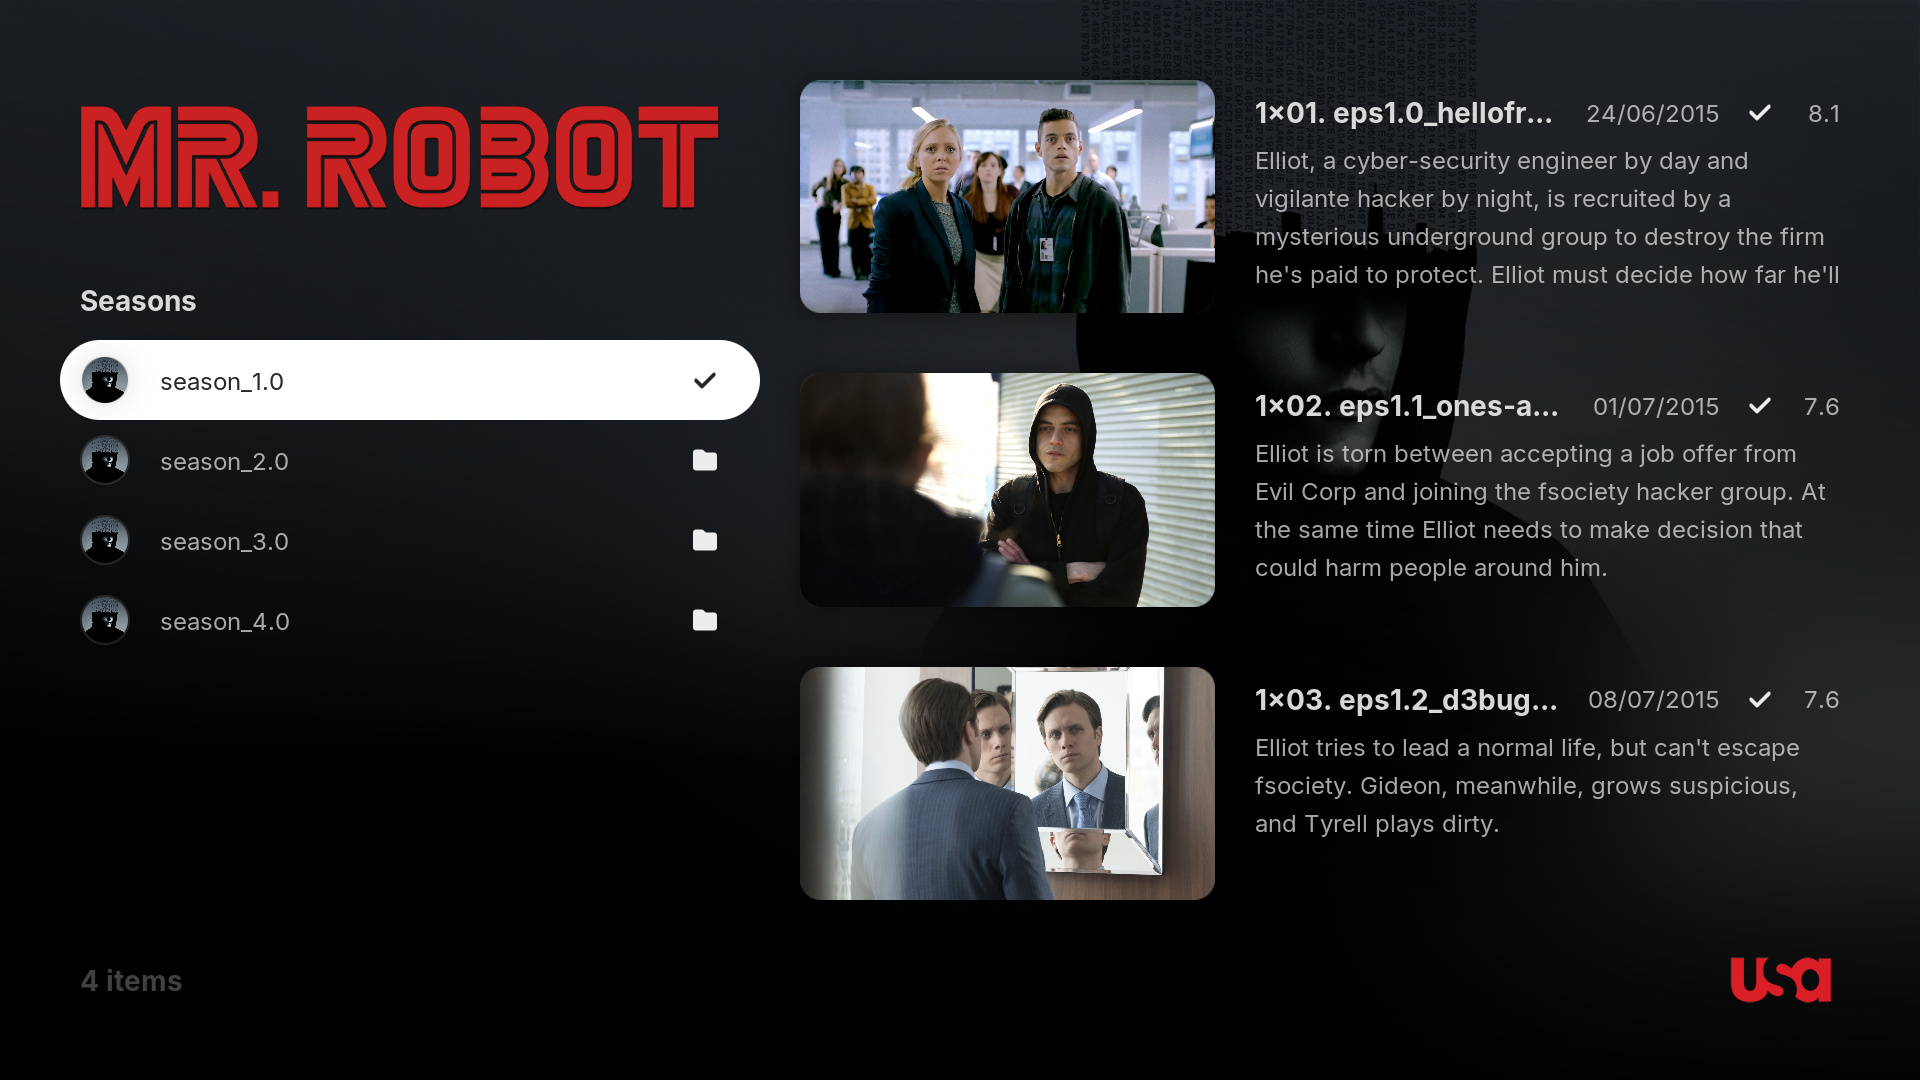 MR. ROBOT
Seasons
season_1.0
season_2.0
season_3.0
season_4.0
4 items
1×01. eps1.0_hellofr... 24/06/2015 8.1
Elliot, a cyber-security engineer by day and
vigilante hacker by night, is recruited by a
mysterious underground group to destroy the firm
he's paid to protect. Elliot must decide how far he'll
1×02. eps1.1_ones-a... 01/07/2015 7.6
Elliot is torn between accepting a job offer from
Evil Corp and joining the fsociety hacker group. At
the same time Elliot needs to make decision that
could harm people around him.
1×03. eps1.2_d3bug... 08/07/2015 7.6
Elliot tries to lead a normal life, but can't escape
fsociety. Gideon, meanwhile, grows suspicious,
and Tyrell plays dirty.
usa